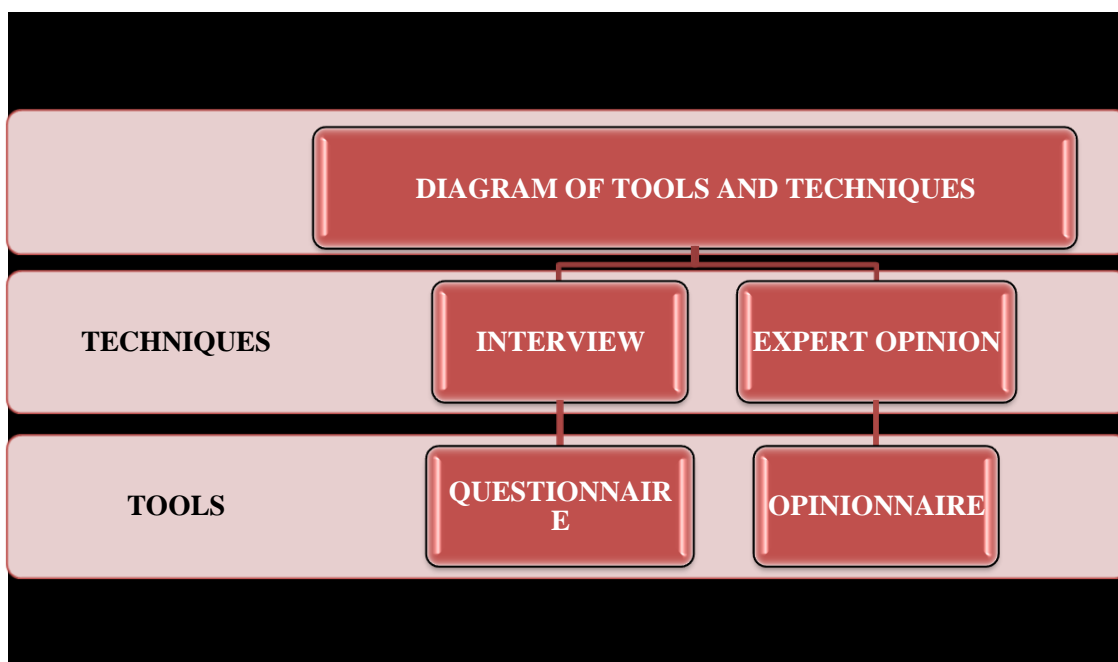 DIAGRAM OF TOOLS AND TECHNIQUES
TECHNIQUES
INTERVIEW
EXPERT OPINION
TOOLS
QUESTIONNAIR
E
OPINIONNAIRE